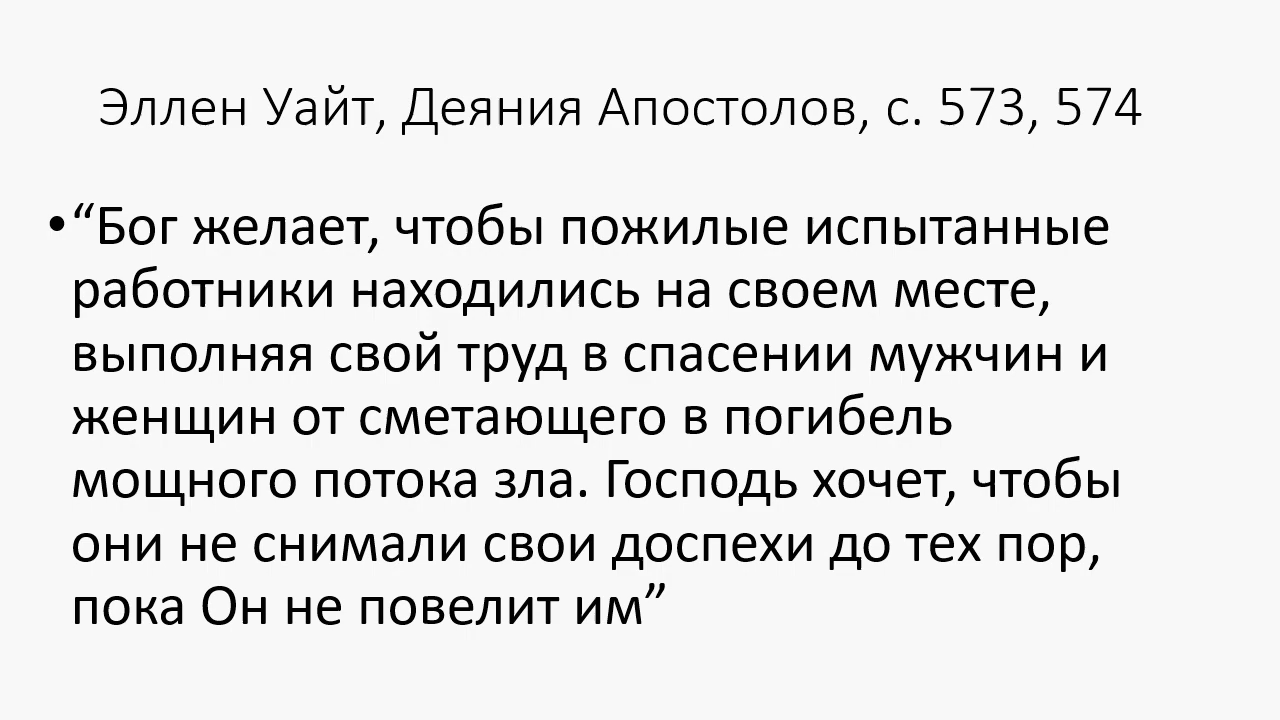 Эллен Уайт, Деяния Апостолов, с. 573, 574
•“Бог желает, чтобы пожилые испытанные
работники находились на своем месте,
выполняя свой труд в спасении мужчин и
женщин от сметающего в погибель
мощного потока зла. Господь хочет, чтобы
они не снимали свои доспехи до тех пор,
пока Он не повелит им”